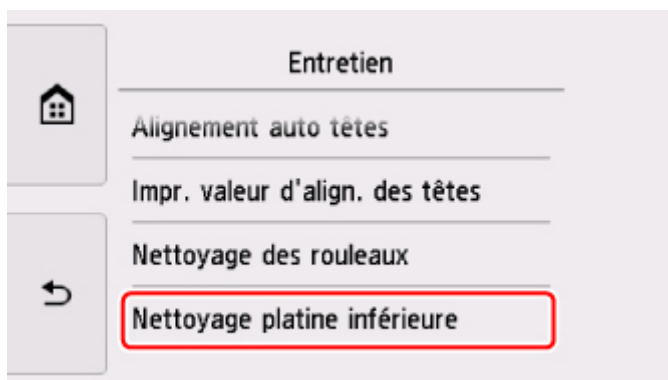 Entretien
Alignement auto têtes
Impr. valeur d'align. des têtes
Nettoyage des rouleaux
Nettoyage platine inférieure